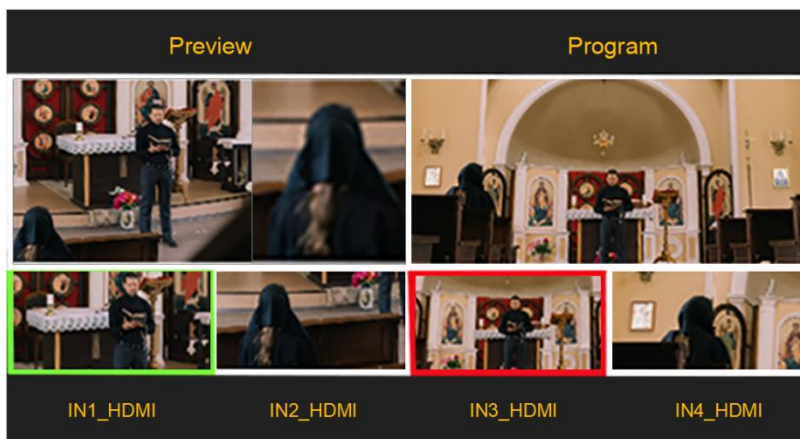 Preview
Program
IN1_HDMI
IN2_HDMI
IN3_HDMI
IN4_HDMI